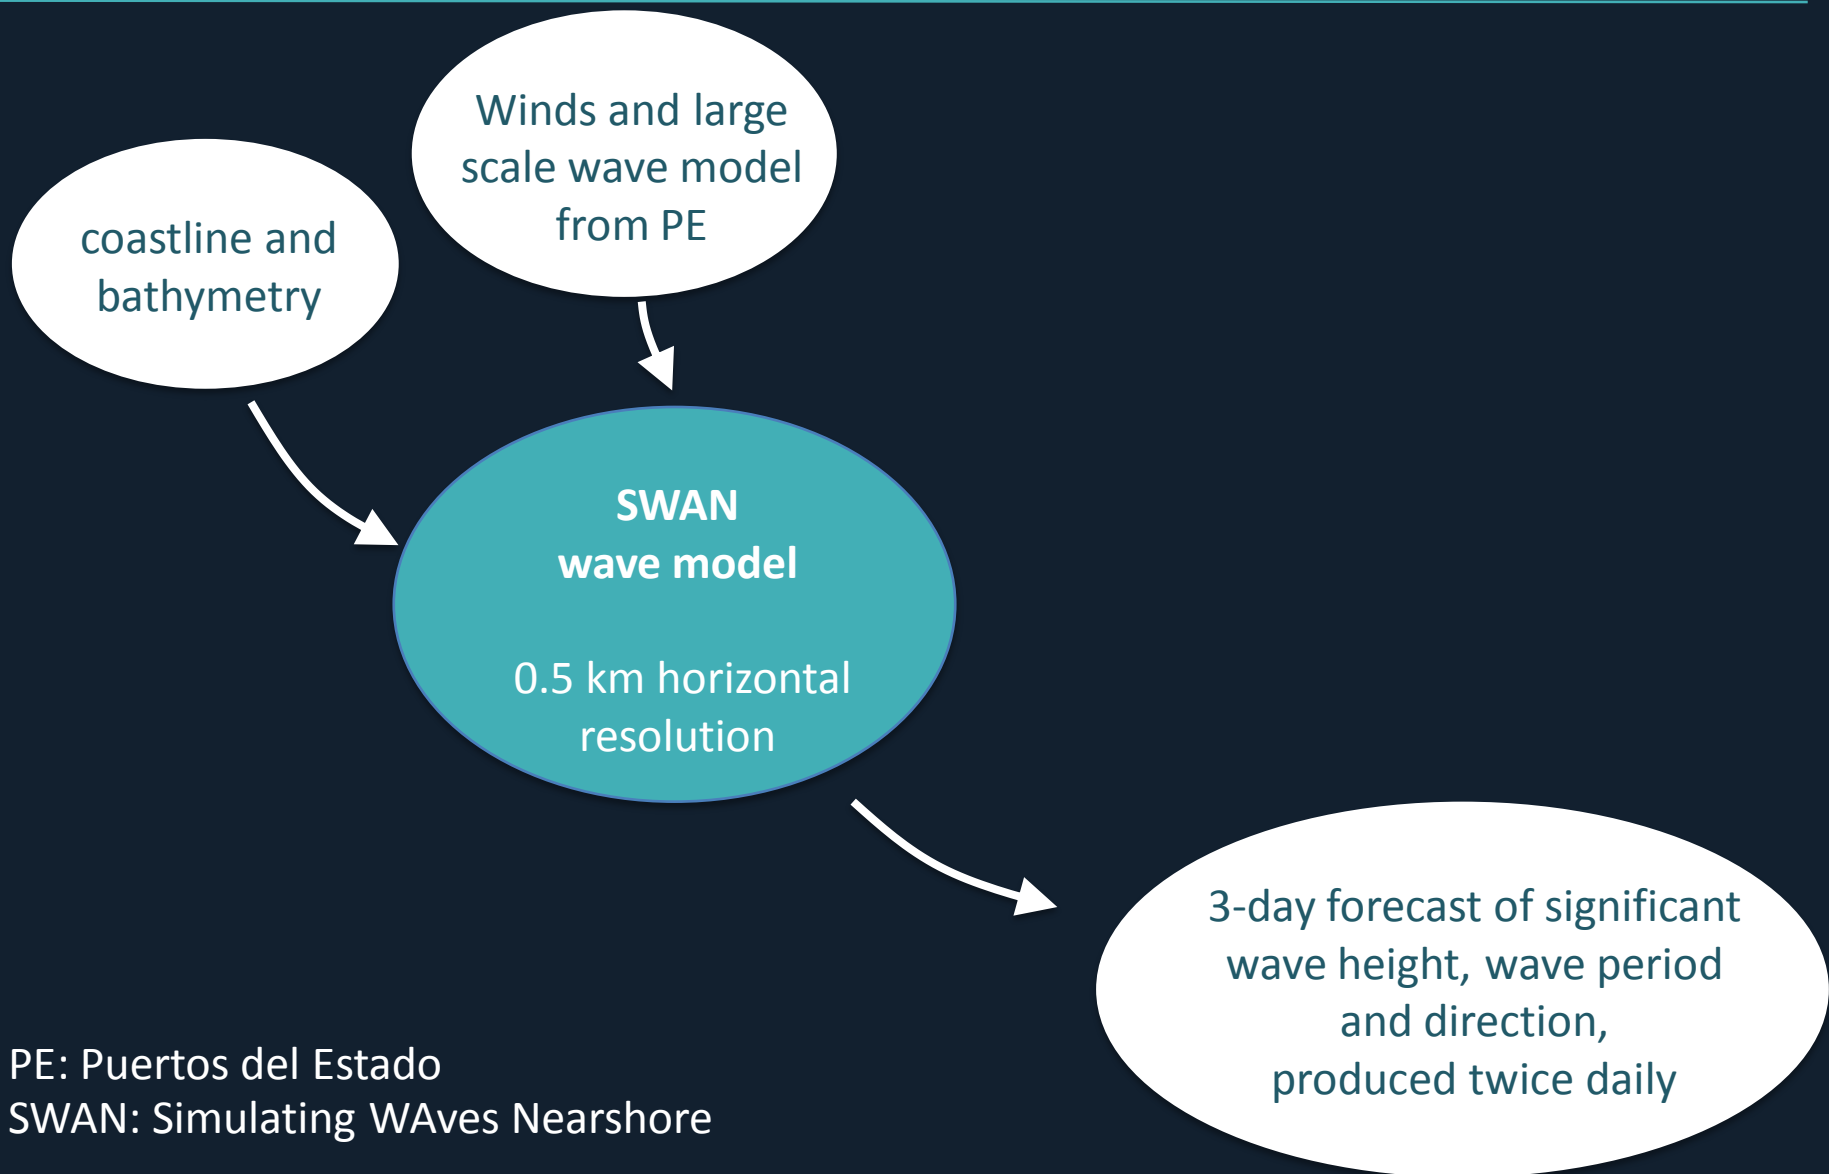 Winds and large
scale wave model
from PE
coastline and
bathymetry
SWAN
wave model
0.5 km horizontal
resolution
3-day forecast of significant
wave height, wave period
and direction,
produced twice daily
PE: Puertos del Estado
SWAN: Simulating WAves Nearshore